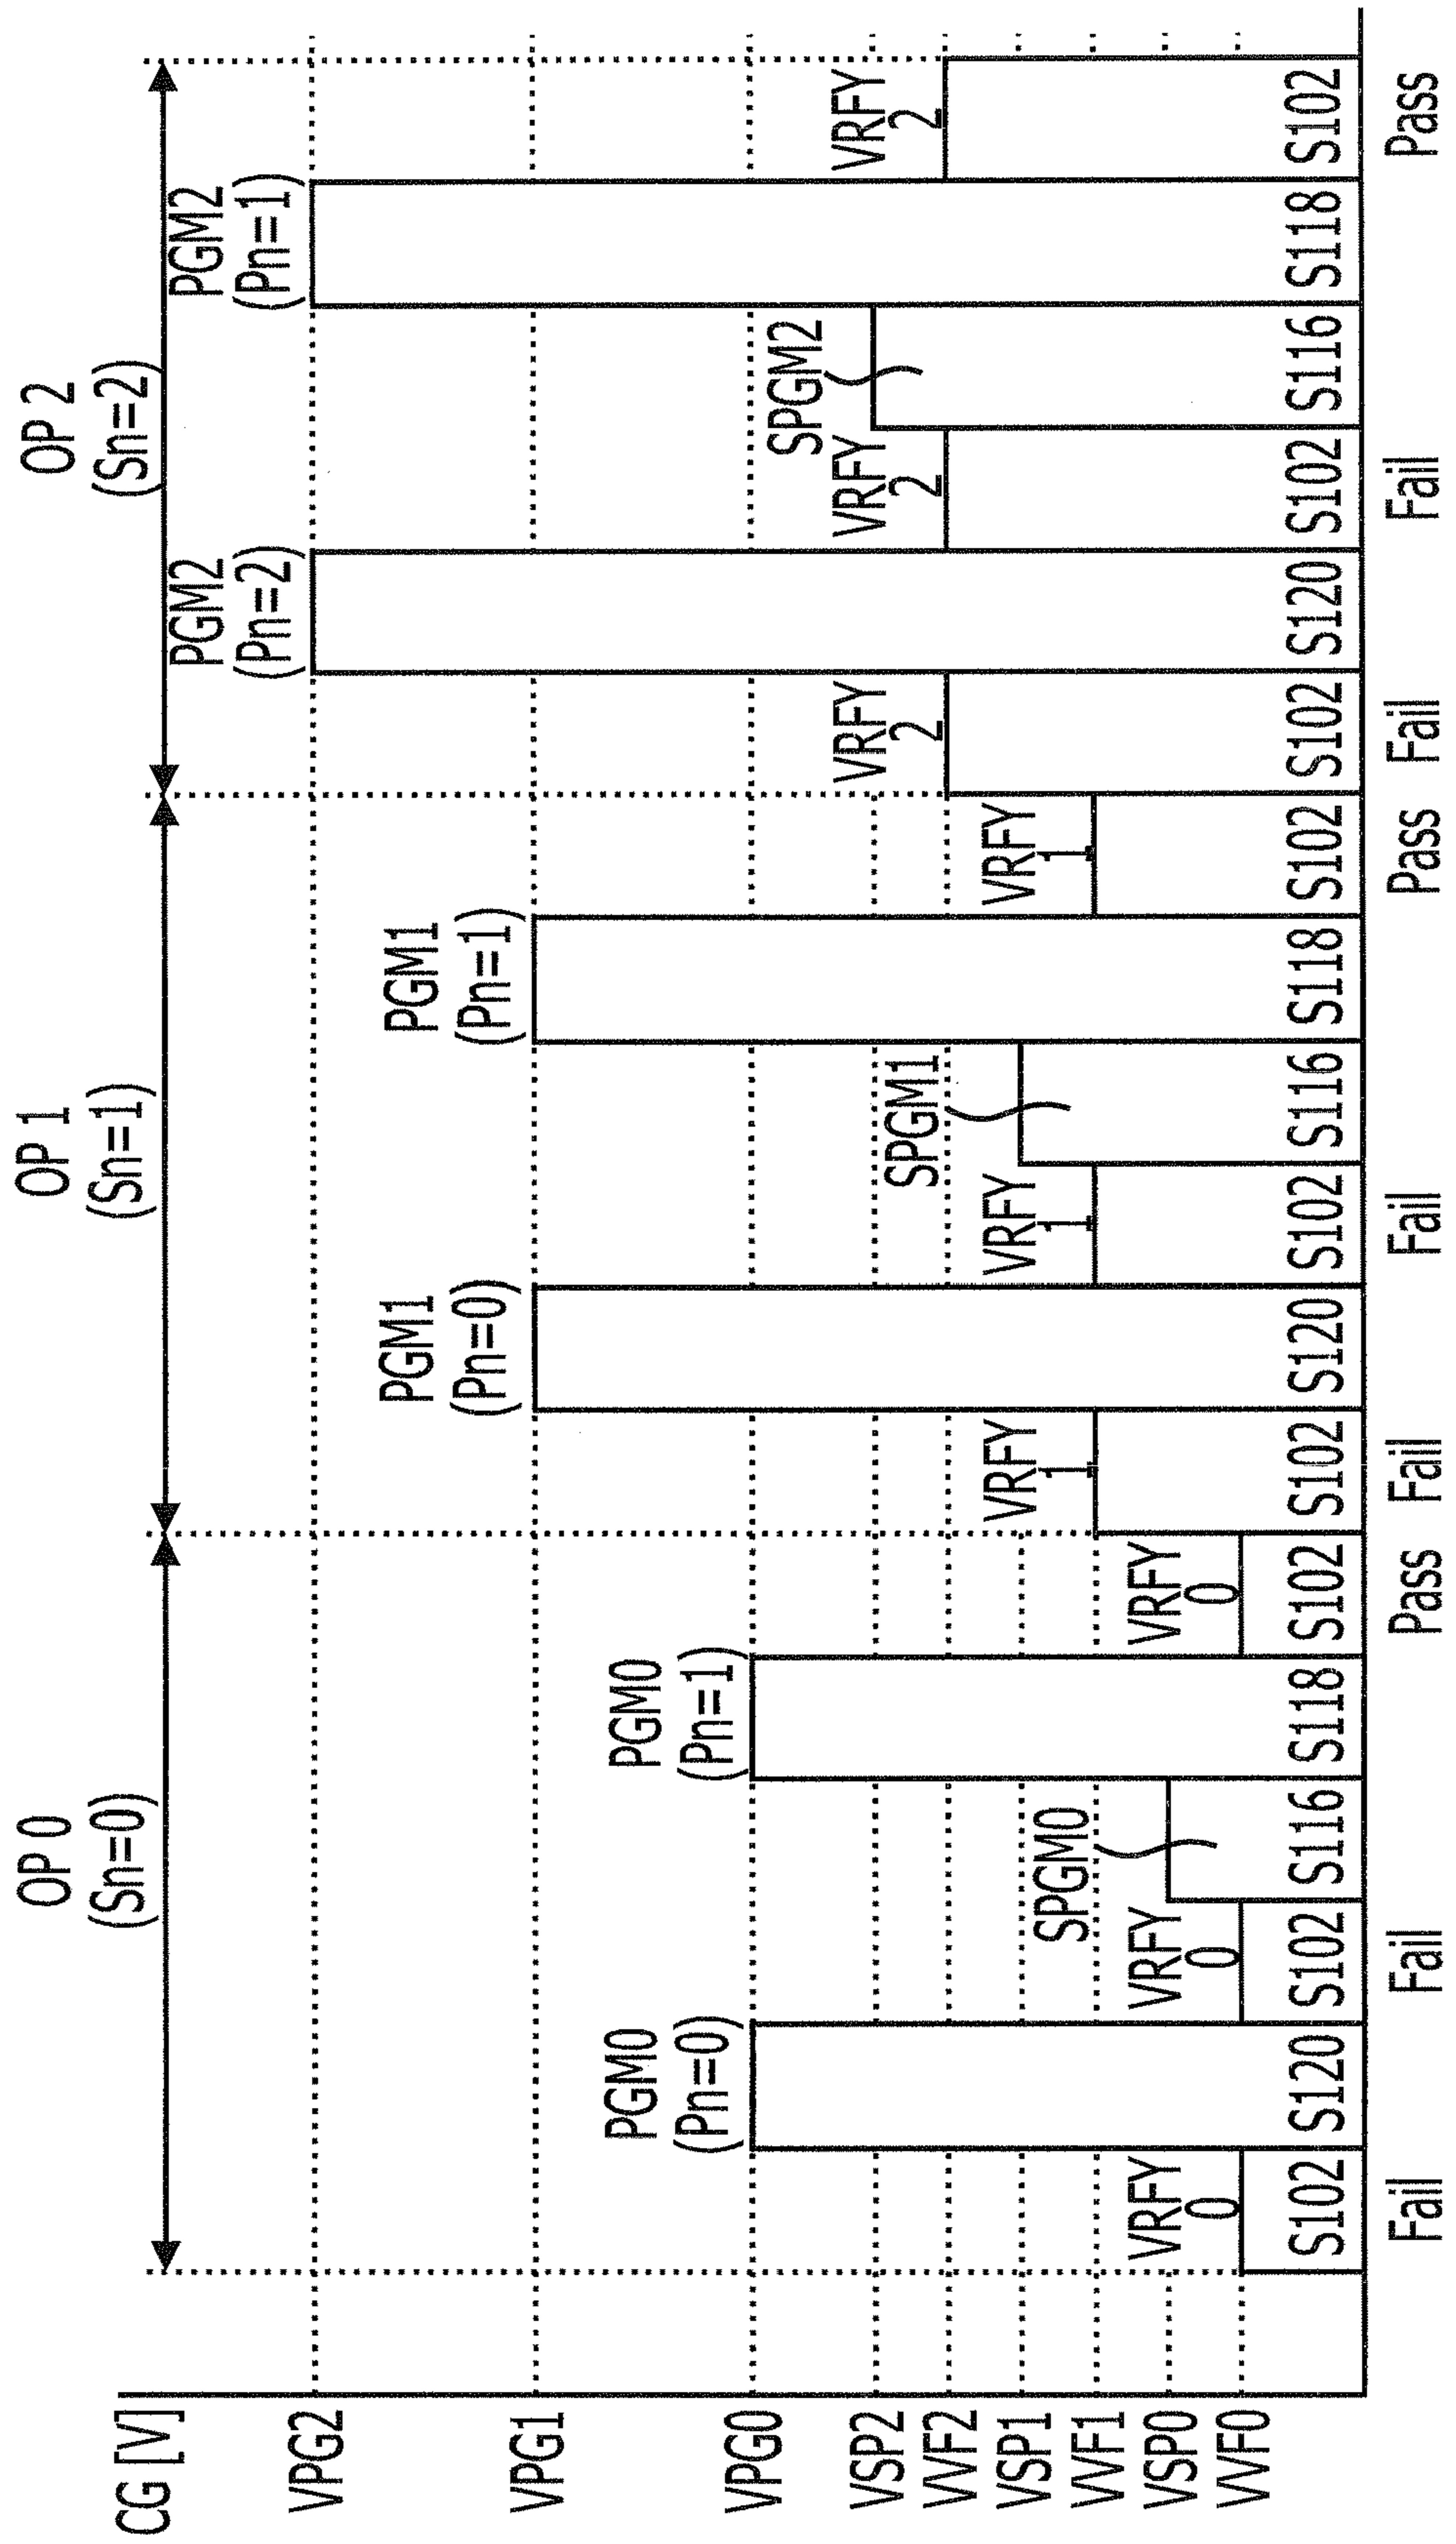 CG [V]
VPG2
VPG1
VPG0
VSP2
VVF2
VSP1
VVF1
VSP0
VVF0
OP 0
(Sn=0)
OP 1
(Sn=1)
OP 2
(Sn=2)
VRFY
0
S102
Fail
PGM0
(Pn=0)
S120
VRFY
0
S102
Fail
SPGM0
S116
PGM0
(Pn=1)
S118
VRFY
0
S102
Pass
VRFY
1
S102
Fail
PGM1
(Pn=0)
S120
VRFY
1
S102
Fail
SPGM1
S116
PGM1
(Pn=1)
S118
VRFY
1
S102
Pass
VRFY
2
S102
Fail
PGM2
(Pn=2)
S120
VRFY
2
S102
Fail
SPGM2
S116
PGM2
(Pn=1)
S118
VRFY
2
S102
Pass